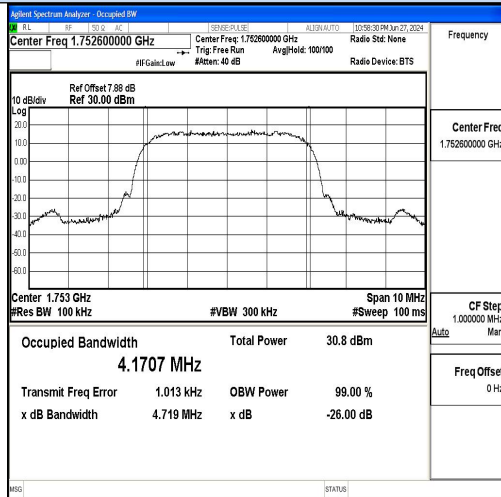 Agilent Spectrum Analyzer - Occupied BW
RL RF 50 Ω AC SENSE:PULSE ALIGN AUTO 10:58:30 PM Jun 27, 2024
Center Freq 1.752600000 GHz
Center Freq: 1.752600000 GHz
Radio Std: None
Trig: Free Run Avg|Hold: 100/100
#IFGain:Low #Atten: 40 dB Radio Device: BTS
Frequency
Ref Offset 7.88 dB
10 dB/div Ref 30.00 dBm
Log
20.0
10.0
0.00
-10.0
-20.0
-30.0
-40.0
-50.0
-60.0
Center Freq
1.752600000 GHz
Center 1.753 GHz Span 10 MHz
#Res BW 100 kHz #VBW 300 kHz #Sweep 100 ms
CF Step
1.000000 MHz
Auto Man
Occupied Bandwidth Total Power 30.8 dBm
4.1707 MHz
Transmit Freq Error 1.013 kHz OBW Power 99.00 %
x dB Bandwidth 4.719 MHz x dB -26.00 dB
Freq Offset
0 Hz
MSG STATUS